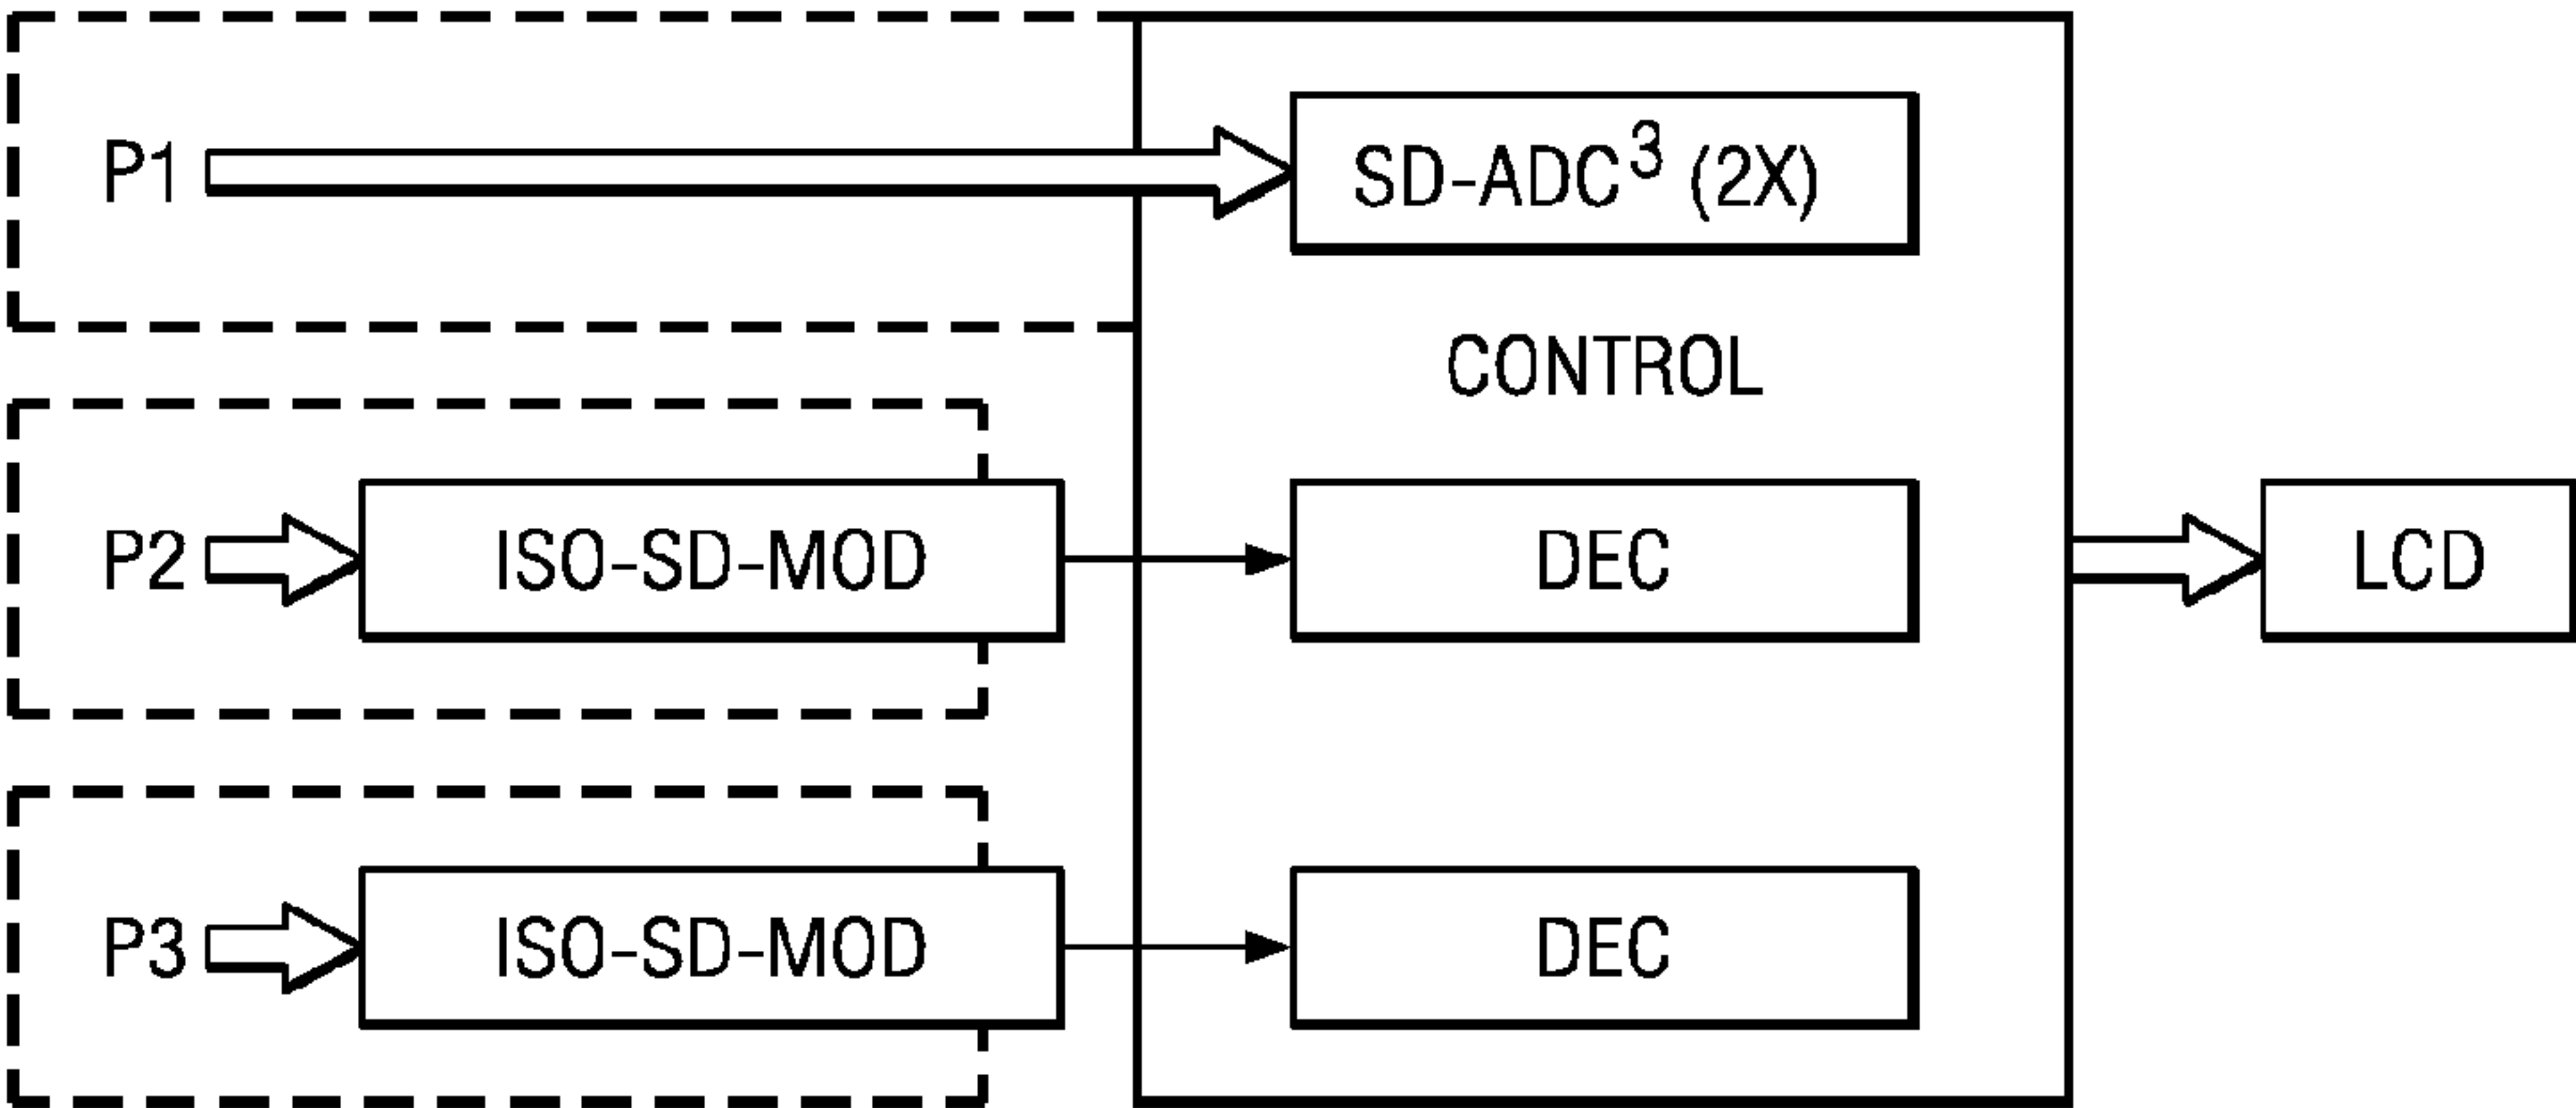 P1
SD-ADC³ (2X)
CONTROL
P2
ISO-SD-MOD
DEC
LCD
P3
ISO-SD-MOD
DEC